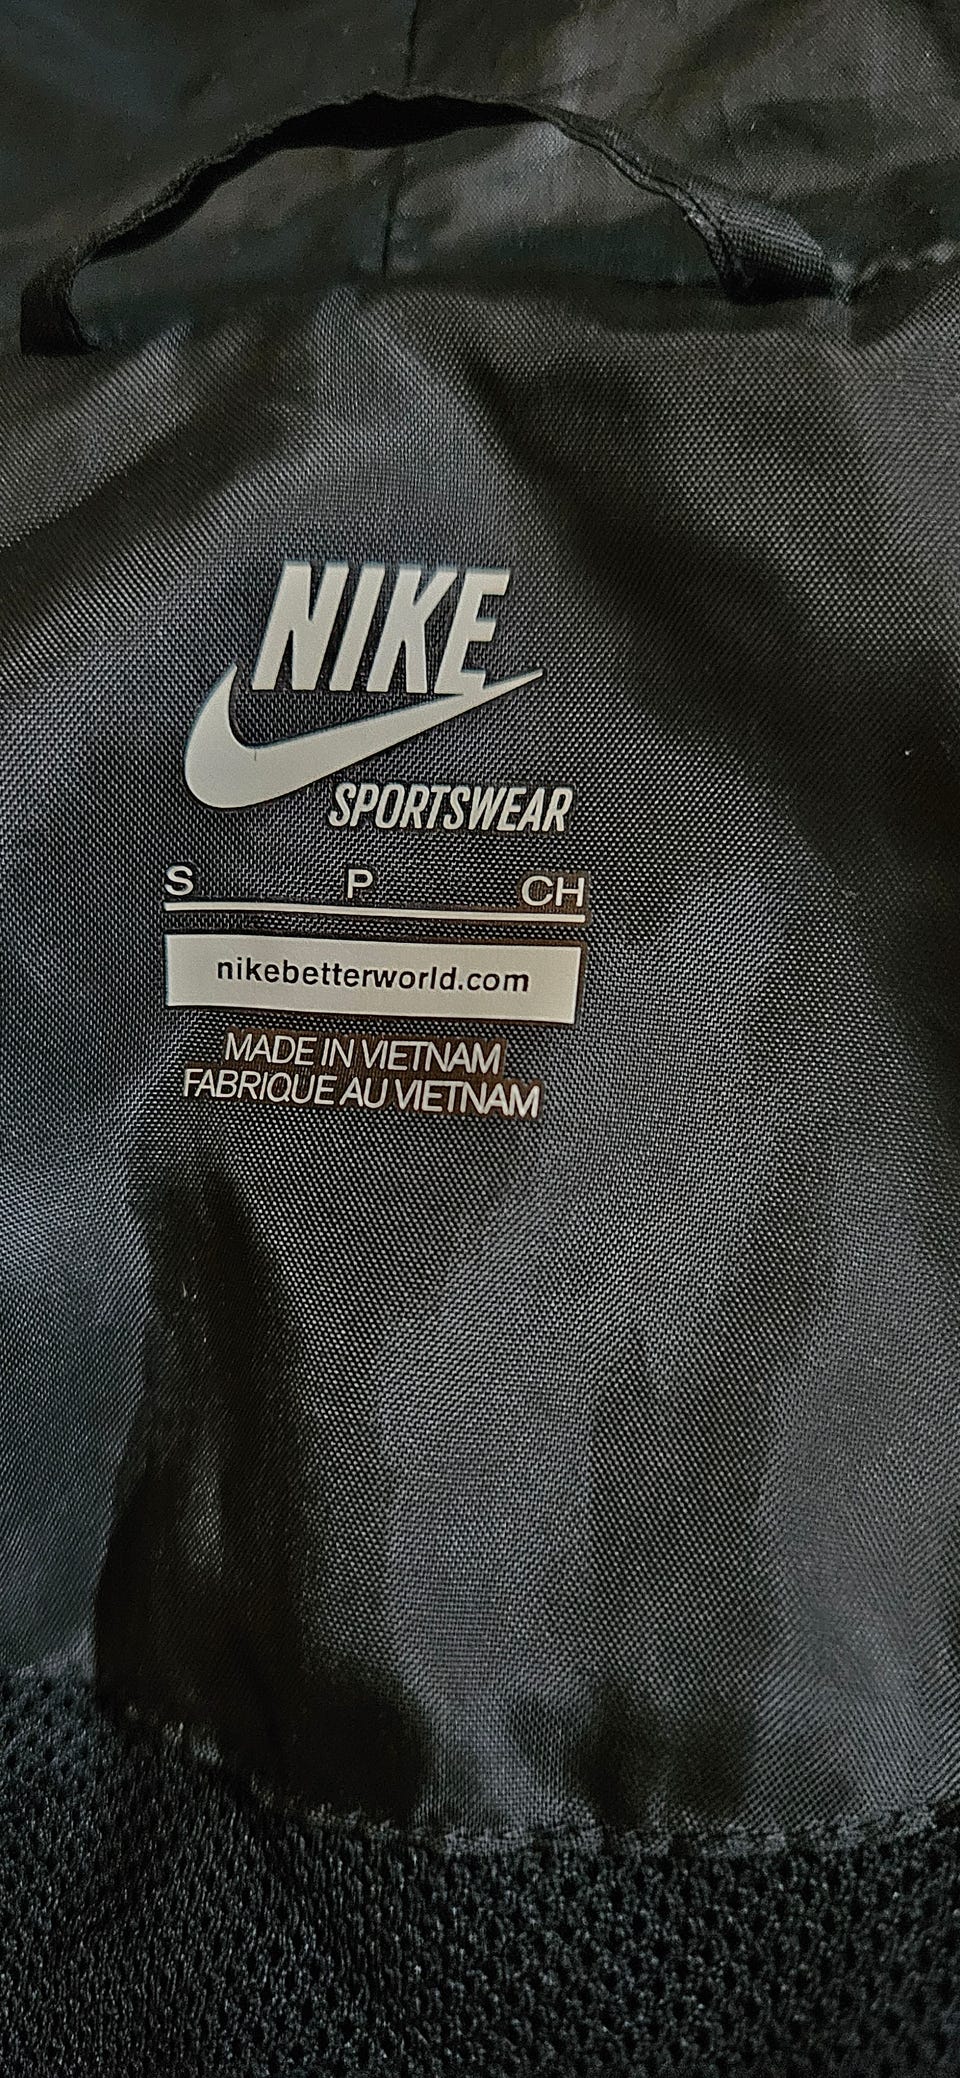 NIKE
SPORTSWEAR
S P CH
nikebetterworld.com
MADE IN VIETNAM
FABRIQUE AU VIETNAM